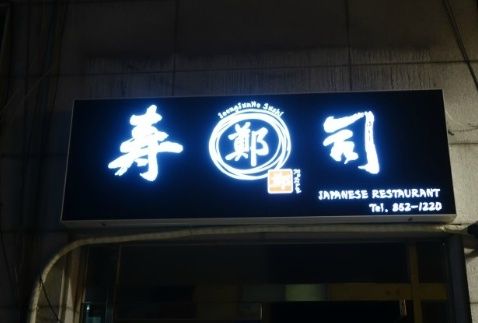 寿 鄭 司
JAPANESE RESTAURANT
Tel. 852-1220